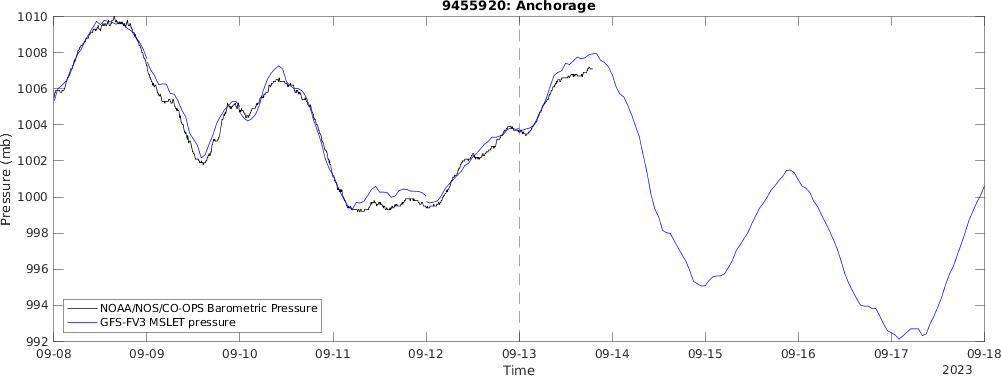 9455920: Anchorage
1010
1008
1006
1004
1002
1000
998
996
994
992
Pressure (mb)
NOAA/NOS/CO-OPS Barometric Pressure
GFS-FV3 MSLET pressure
09-08 09-09 09-10 09-11 09-12 09-13 09-14 09-15 09-16 09-17 09-18
Time
2023